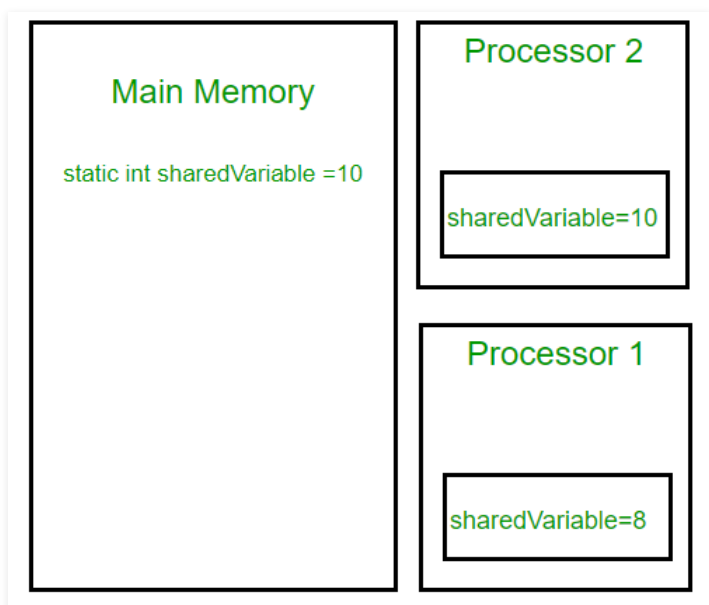 Main Memory
static int sharedVariable =10
Processor 2
sharedVariable=10
Processor 1
sharedVariable=8